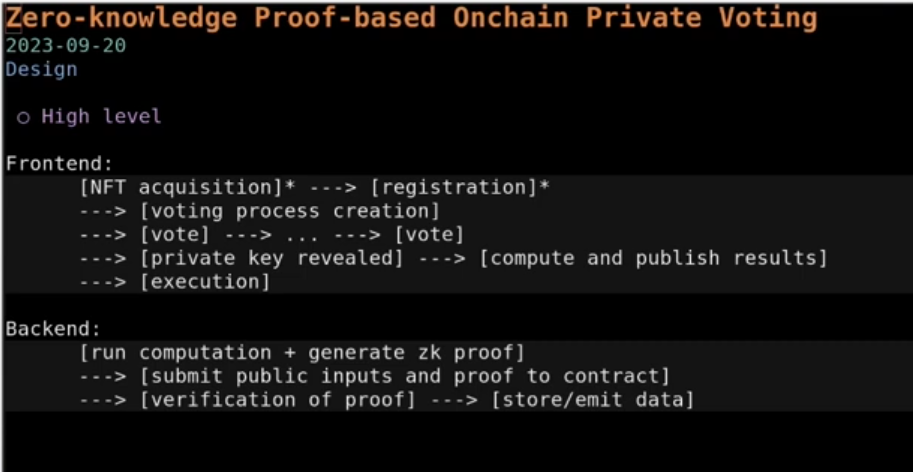 Zero-knowledge Proof-based Onchain Private Voting
2023-09-20
Design
○ High level
Frontend:
[NFT acquisition]* ---> [registration]*
---> [voting process creation]
---> [vote] ---> ... ---> [vote]
---> [private key revealed] ---> [compute and publish results]
---> [execution]
Backend:
[run computation + generate zk proof]
---> [submit public inputs and proof to contract]
---> [verification of proof] ---> [store/emit data]